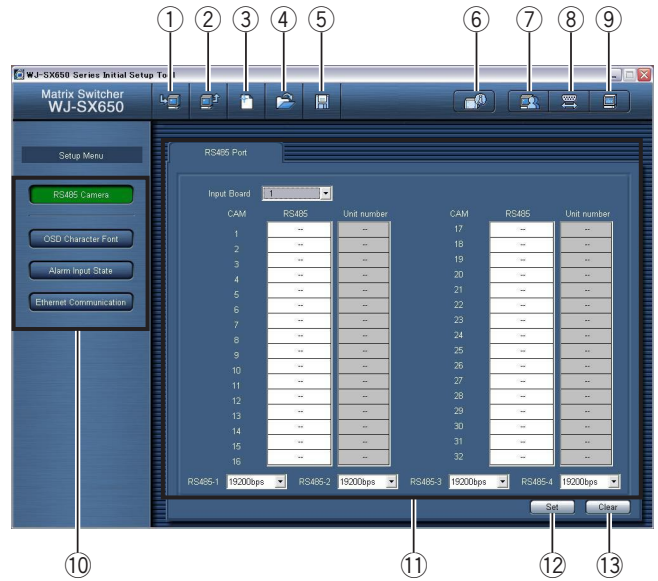 ① ② ③ ④ ⑤ ⑥ ⑦ ⑧ ⑨
WJ-SX650 Series Initial Setup Tool
Matrix Switcher
WJ-SX650
Setup Menu
RS485 Camera
OSD Character Font
Alarm Input State
Ethernet Communication
RS485 Port
Input Board 1
CAM RS485 Unit number CAM RS485 Unit number
1 -- -- 17 -- --
2 -- -- 18 -- --
3 -- -- 19 -- --
4 -- -- 20 -- --
5 -- -- 21 -- --
6 -- -- 22 -- --
7 -- -- 23 -- --
8 -- -- 24 -- --
9 -- -- 25 -- --
10 -- -- 26 -- --
11 -- -- 27 -- --
12 -- -- 28 -- --
13 -- -- 29 -- --
14 -- -- 30 -- --
15 -- -- 31 -- --
16 -- -- 32 -- --
RS485-1 19200bps RS485-2 19200bps RS485-3 19200bps RS485-4 19200bps
Set Clear
⑩ ⑪ ⑫ ⑬